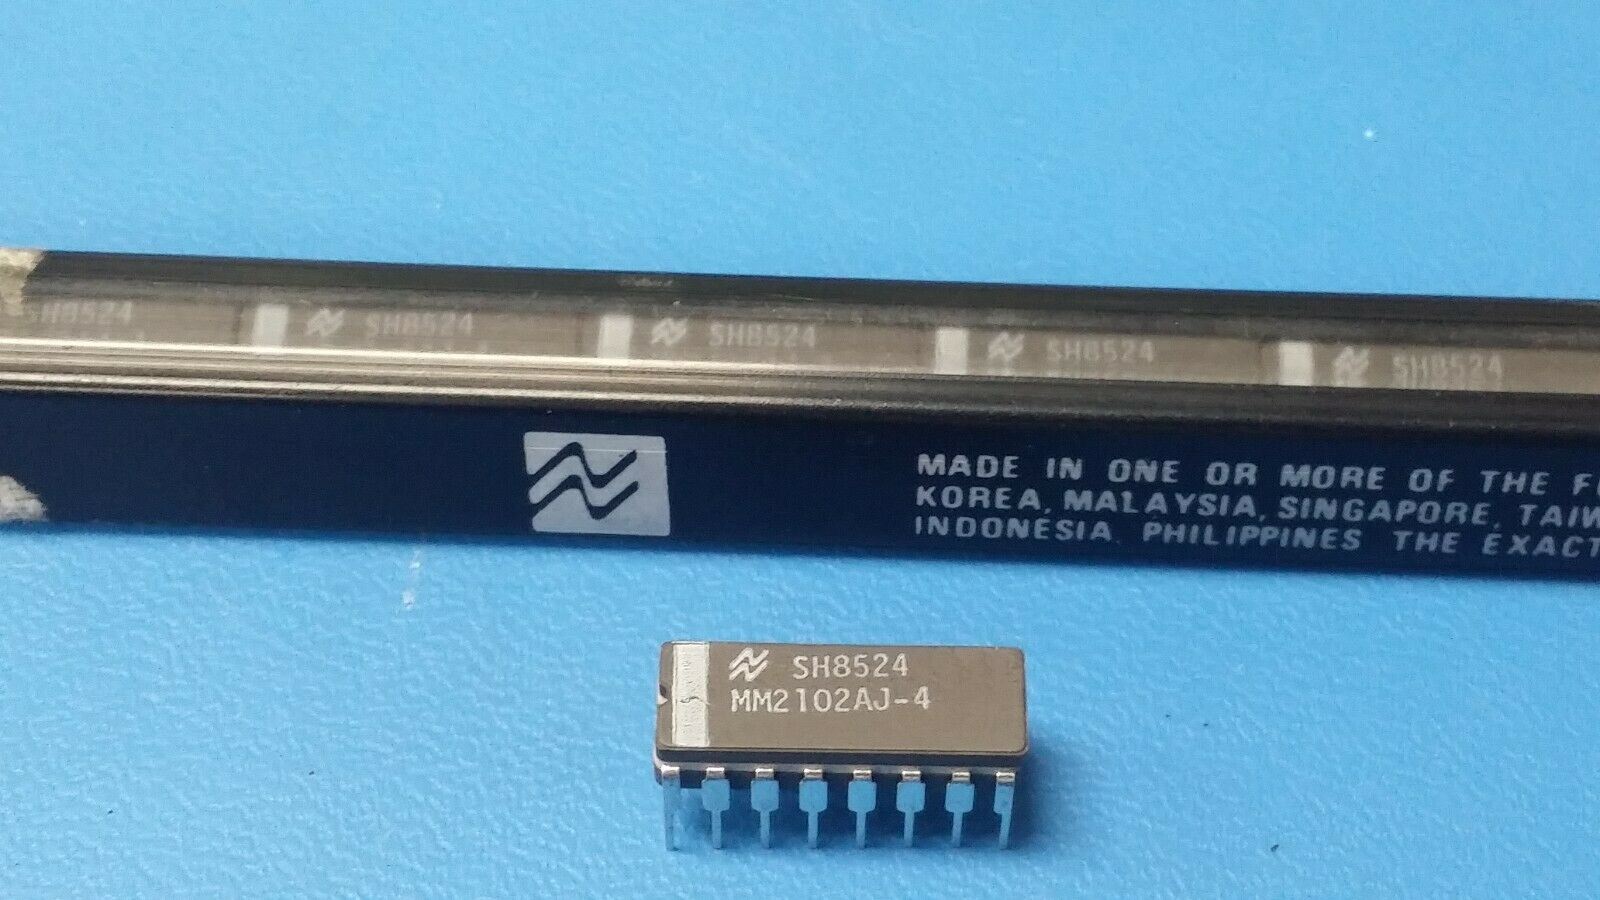 SH8524
SH8524
SH8524
SH8524
SH8524
MADE IN ONE OR MORE OF THE
KOREA, MALAYSIA, SINGAPORE,
INDONESIA PHILIPPINES THE EXACT
SH8524
MM2102AJ-4